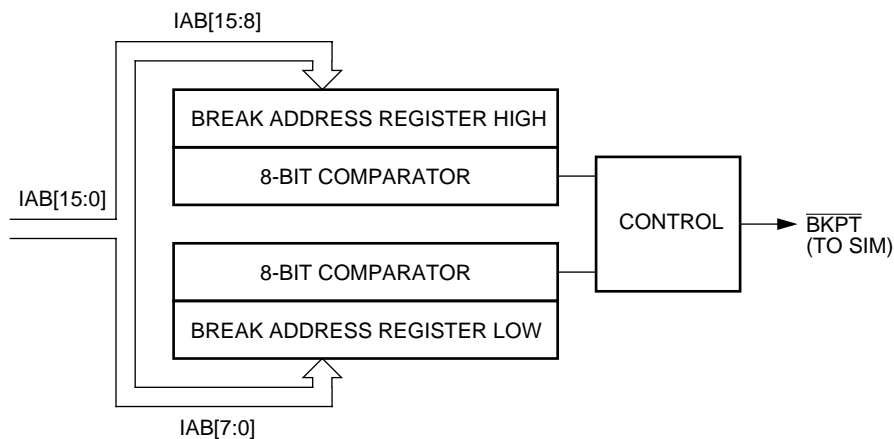 IAB[15:8]
BREAK ADDRESS REGISTER HIGH
8-BIT COMPARATOR
IAB[15:0]
CONTROL
BKPT
(TO SIM)
8-BIT COMPARATOR
BREAK ADDRESS REGISTER LOW
IAB[7:0]